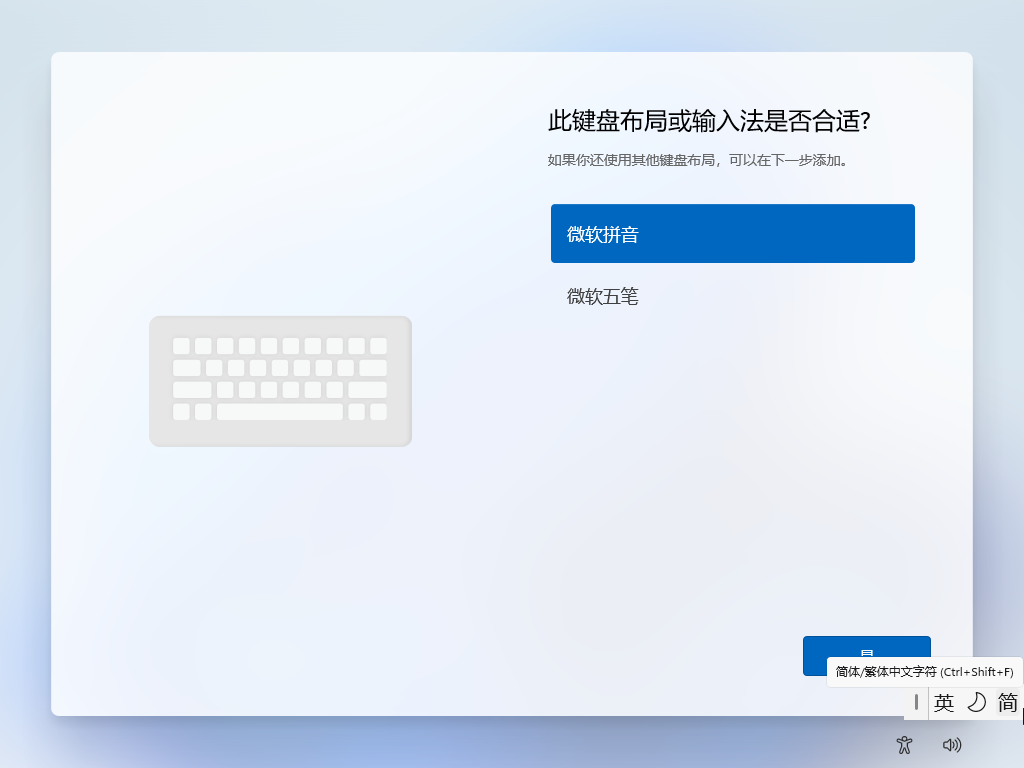 此键盘布局或输入法是否合适?
如果你还使用其他键盘布局，可以在下一步添加。
微软拼音
微软五笔
简体/繁体中文字符 (Ctrl+Shift+F)
英 简